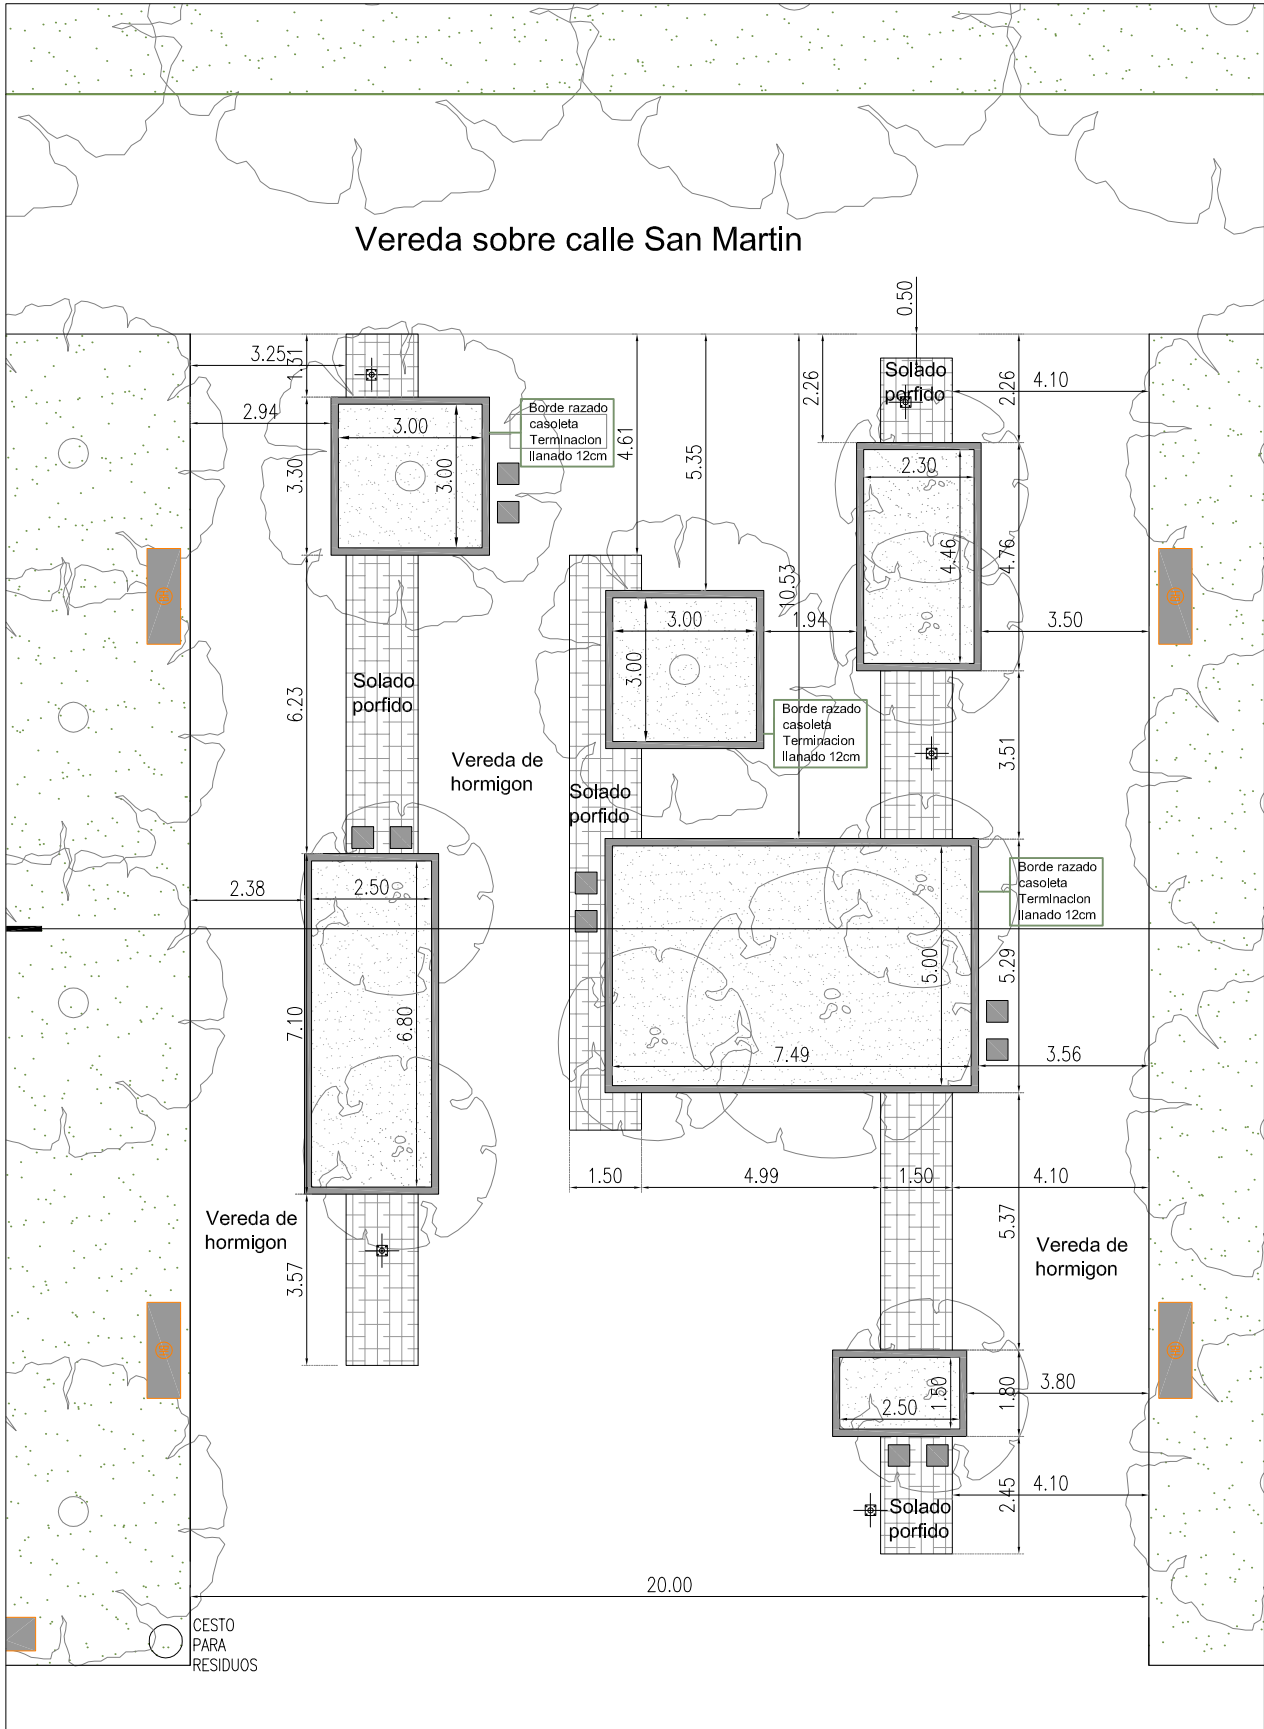 Vereda sobre calle San Martin
0.50
3.25
1.31
2.26
Solado
porfido
2.26
4.10
2.94
3.00
3.00
3.30
Borde razado
casoleta
Terminacion
llanado 12cm
4.61
5.35
2.30
4.46
4.76
10.53
3.00
3.00
1.94
3.50
6.23
Solado
porfido
Borde razado
casoleta
Terminacion
llanado 12cm
3.51
Vereda de
hormigon
Solado
porfido
2.38
2.50
Borde razado
casoleta
Terminacion
llanado 12cm
7.10
6.80
5.00
5.29
7.49
3.56
1.50
4.99
1.50
4.10
Vereda de
hormigon
5.37
Vereda de
hormigon
3.57
2.50
1.50
1.80
3.80
2.45
4.10
Solado
porfido
20.00
CESTO
PARA
RESIDUOS